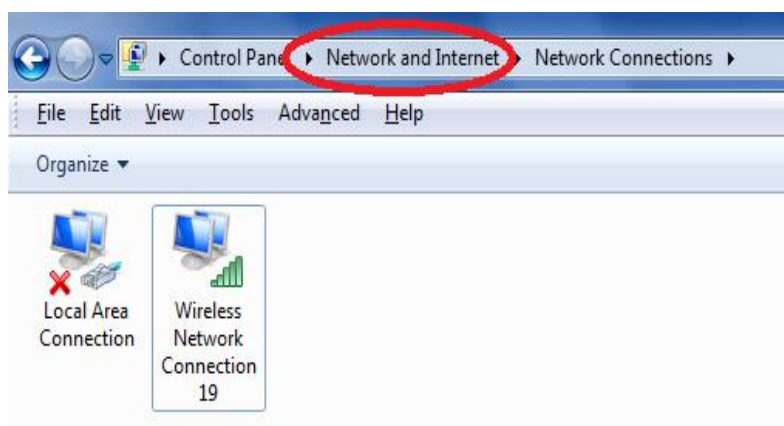 Control Pane Network and Internet Network Connections
File Edit View Tools Advanced Help
Organize
Local Area
Connection
Wireless
Network
Connection
19